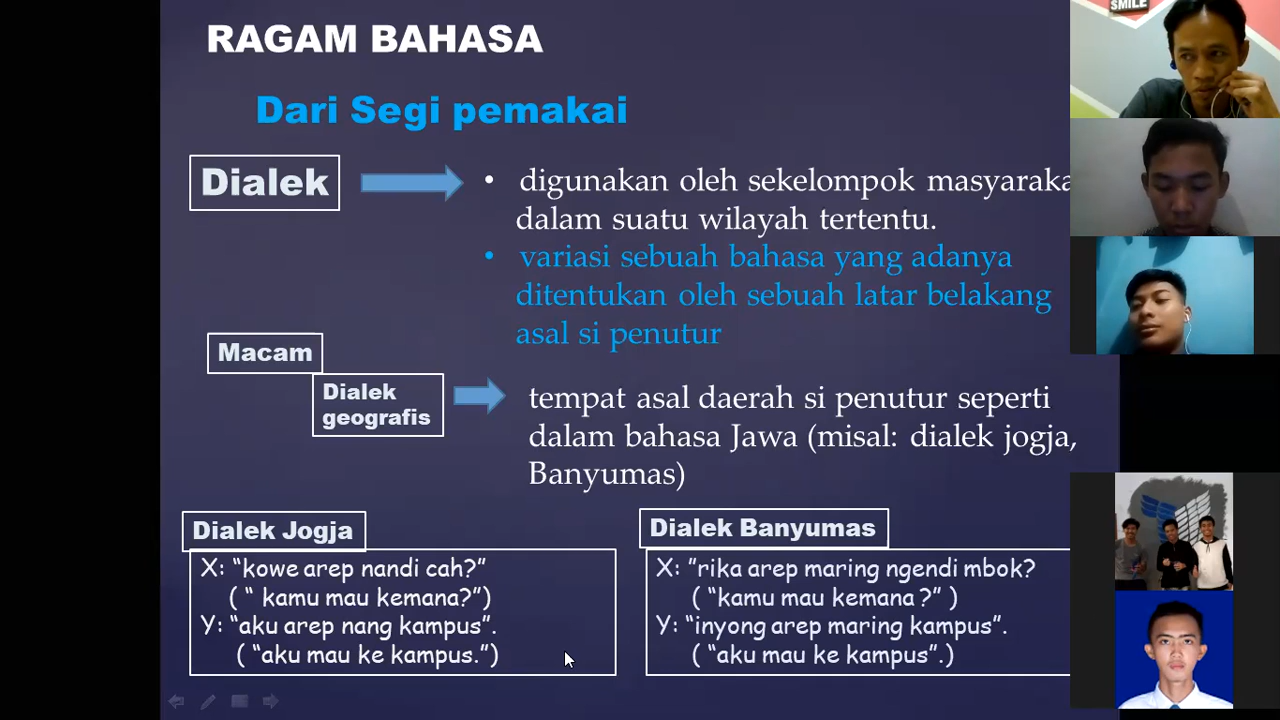 RAGAM BAHASA
SMILE
Dari Segi pemakai
Dialek
• digunakan oleh sekelompok masyaraka
dalam suatu wilayah tertentu.
• variasi sebuah bahasa yang adanya
ditentukan oleh sebuah latar belakang
asal si penutur
Macam
Dialek
geografis
tempat asal daerah si penutur seperti
dalam bahasa Jawa (misal: dialek jogja,
Banyumas)
Dialek Jogja
X: “kowe arep nandi cah?”
( “ kamu mau kemana?”)
Y: “aku arep nang kampus”.
( “aku mau ke kampus.”)
Dialek Banyumas
X: ”rika arep maring ngendi mbok?
( “kamu mau kemana ?” )
Y: “inyong arep maring kampus”.
( “aku mau ke kampus”.)